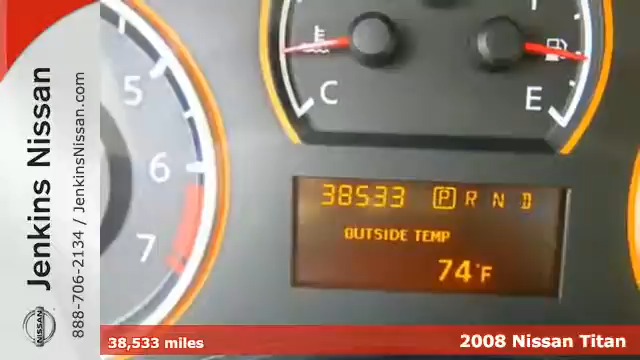 Jenkins Nissan
888-706-2134 / JenkinsNissan.com
NISSAN
5
6
7
C
E
38533 P R N D
OUTSIDE TEMP
74°F
38,533 miles
2008 Nissan Titan